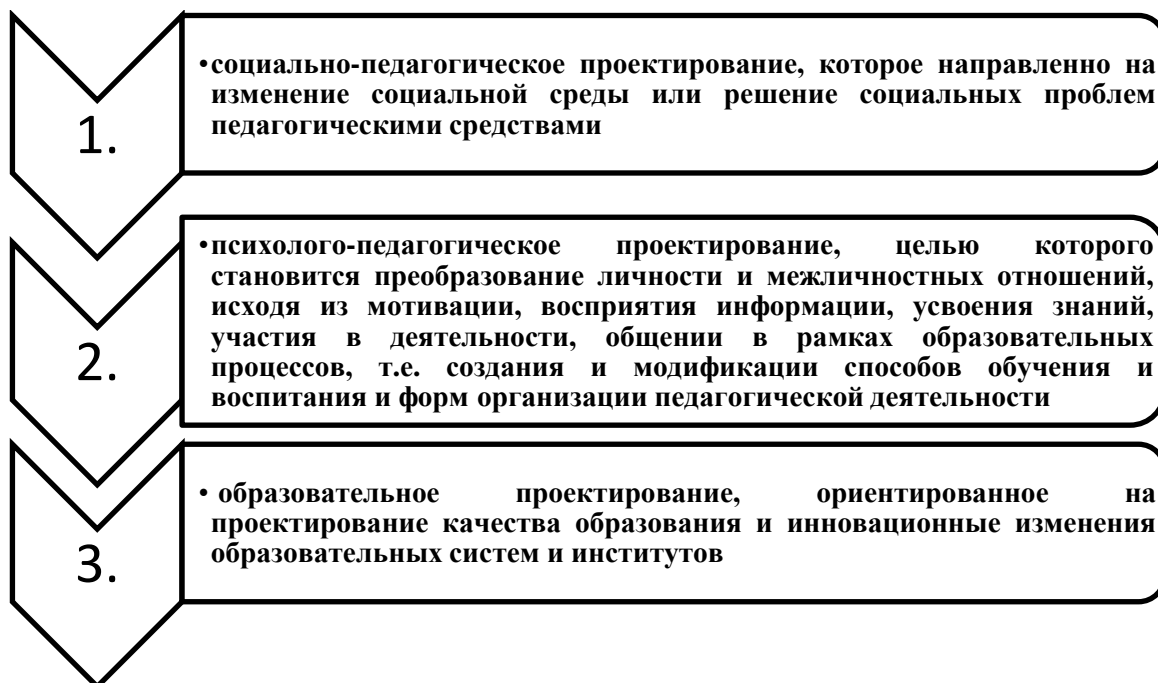 1.
•социально-педагогическое проектирование, которое направленно на
изменение социальной среды или решение социальных проблем
педагогическими средствами
2.
•психолого-педагогическое проектирование, целью которого
становится преобразование личности и межличностных отношений,
исходя из мотивации, восприятия информации, усвоения знаний,
участия в деятельности, общении в рамках образовательных
процессов, т.е. создания и модификации способов обучения и
воспитания и форм организации педагогической деятельности
3.
• образовательное проектирование, ориентированное на
проектирование качества образования и инновационные изменения
образовательных систем и институтов